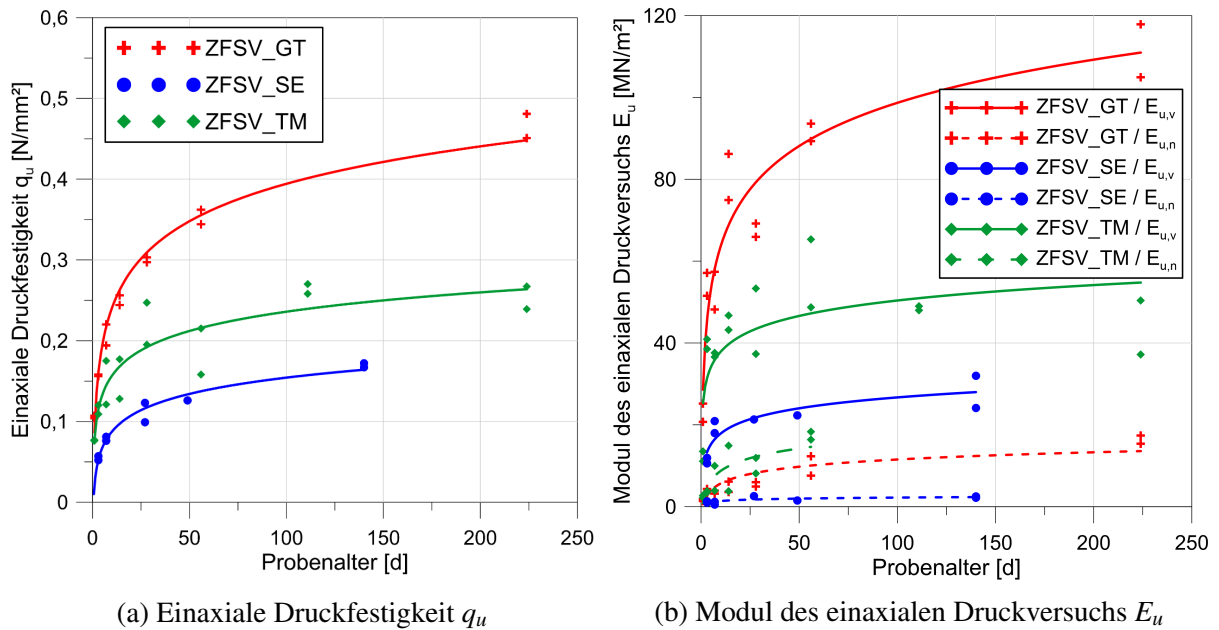 0,6
0,5
0,4
0,3
0,2
0,1
0
Einaxiale Druckfestigkeit qu [N/mm²]
ZFSV_GT
ZFSV_SE
ZFSV_TM
0 50 100 150 200 250
Probenalter [d]
(a) Einaxiale Druckfestigkeit qu
120
80
40
0
Modul des einaxialen Druckversuchs Eu [MN/m²]
ZFSV_GT / Eu,v
ZFSV_GT / Eu,n
ZFSV_SE / Eu,v
ZFSV_SE / Eu,n
ZFSV_TM / Eu,v
ZFSV_TM / Eu,n
0 50 100 150 200 250
Probenalter [d]
(b) Modul des einaxialen Druckversuchs Eu